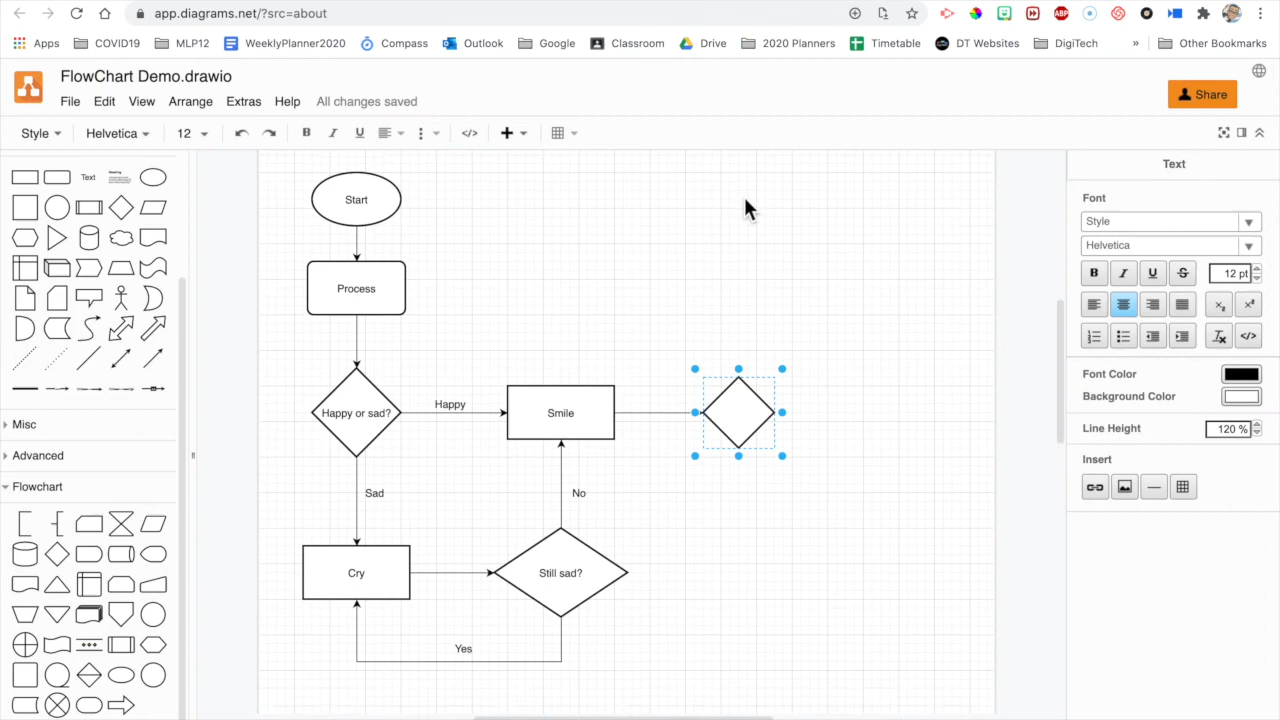 app.diagrams.net/?src=about
Apps COVID19 MLP12 WeeklyPlanner2020 Compass Outlook Google Classroom Drive 2020 Planners Timetable DT Websites DigiTech » Other Bookmarks
FlowChart Demo.drawio
File Edit View Arrange Extras Help All changes saved
Share
Style Helvetica 12 B I U </>
Text
Text
Font
Style
Helvetica
B I U S 12 pt
Font Color
Background Color
Line Height 120 %
Insert
Misc
Advanced
Flowchart
Start
Process
Happy or sad?
Happy
Smile
Sad
No
Cry
Still sad?
Yes